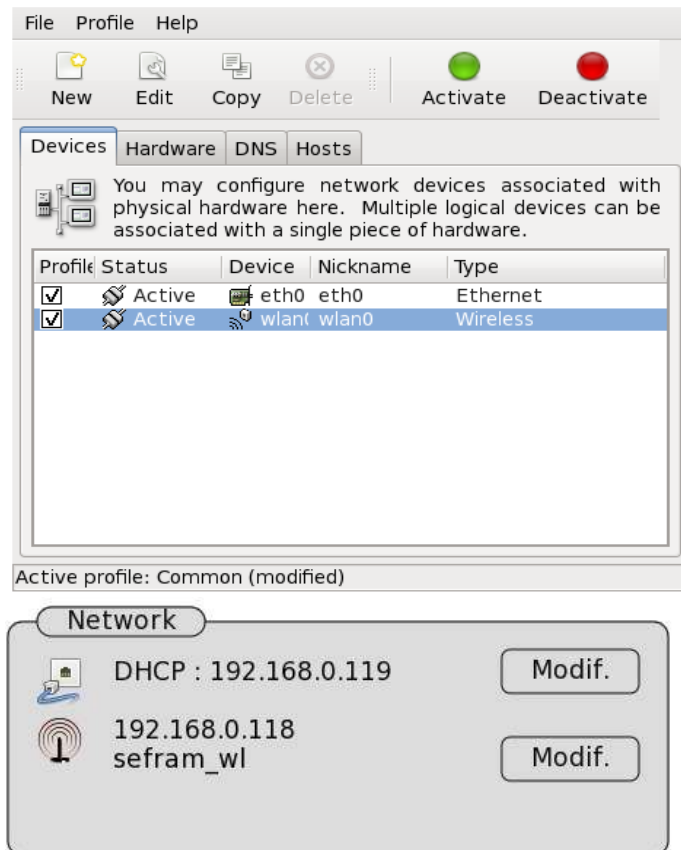 File Profile Help
New Edit Copy Delete Activate Deactivate
Devices Hardware DNS Hosts
You may configure network devices associated with
physical hardware here. Multiple logical devices can be
associated with a single piece of hardware.
Profile Status Device Nickname Type
Active eth0 eth0 Ethernet
Active wlan( wlan0 Wireless
Active profile: Common (modified)
Network
DHCP : 192.168.0.119 Modif.
192.168.0.118
sefram_wl Modif.